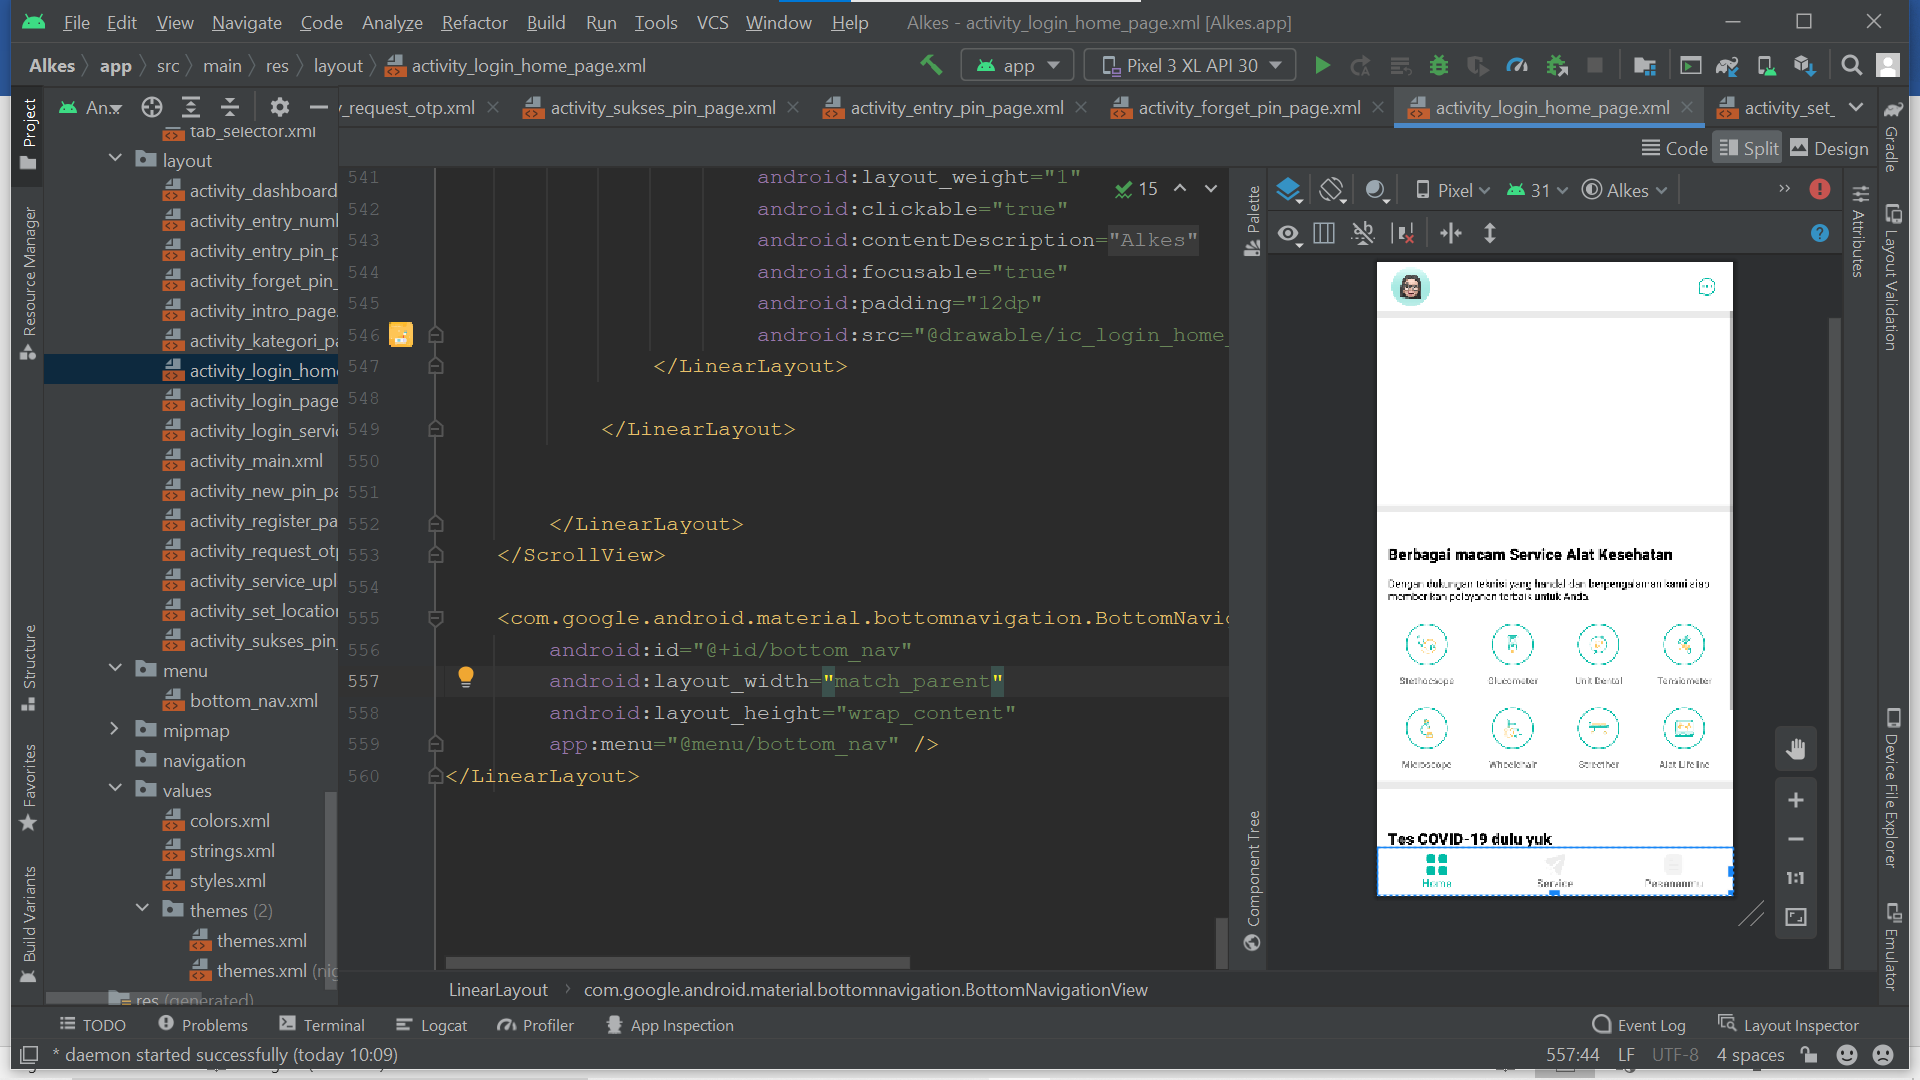 File Edit View Navigate Code Analyze Refactor Build Run Tools VCS Window Help Alkes - activity_login_home_page.xml [Alkes.app]
Alkes app src main res layout activity_login_home_page.xml app Pixel 3 XL API 30
An... y_request_otp.xml activity_sukses_pin_page.xml activity_entry_pin_page.xml activity_forget_pin_page.xml activity_login_home_page.xml activity_set_
Code Split Design
Project
Resource Manager
Structure
Favorites
Build Variants
tab_selector.xml
layout
activity_dashboard
activity_entry_numb
activity_entry_pin_p
activity_forget_pin_
activity_intro_page.
activity_kategori_pa
activity_login_home
activity_login_page
activity_login_servic
activity_main.xml
activity_new_pin_pa
activity_register_pa
activity_request_otp
activity_service_upl
activity_set_location
activity_sukses_pin_
menu
bottom_nav.xml
mipmap
navigation
values
colors.xml
strings.xml
styles.xml
themes (2)
themes.xml
themes.xml (nig
res (generated)
541 android:layout_weight="1"
542 android:clickable="true"
543 android:contentDescription="Alkes"
544 android:focusable="true"
545 android:padding="12dp"
546 android:src="@drawable/ic_login_home_
547 </LinearLayout>
548
549 </LinearLayout>
550
551
552 </LinearLayout>
553 </ScrollView>
554
555 <com.google.android.material.bottomnavigation.BottomNavig
556 android:id="@+id/bottom_nav"
557 android:layout_width="match_parent"
558 android:layout_height="wrap_content"
559 app:menu="@menu/bottom_nav" />
560 </LinearLayout>
15
LinearLayout com.google.android.material.bottomnavigation.BottomNavigationView
Palette
Component Tree
Pixel 31 Alkes
Berbagai macam Service Alat Kesehatan
Dengan dukungan teknisi yang handal dan berpengalaman kami siap
memberikan pelayanan terbaik untuk Anda.
Stethoscope Glucometer Unit Dental Tensimeter
Microscope Wheelchair Strecther Alat Lifeline
Tes COVID-19 dulu yuk
Home Service Pesananmu
1:1
Attributes
Gradle
Layout Validation
Device File Explorer
Emulator
TODO Problems Terminal Logcat Profiler App Inspection Event Log Layout Inspector
* daemon started successfully (today 10:09) 557:44 LF UTF-8 4 spaces